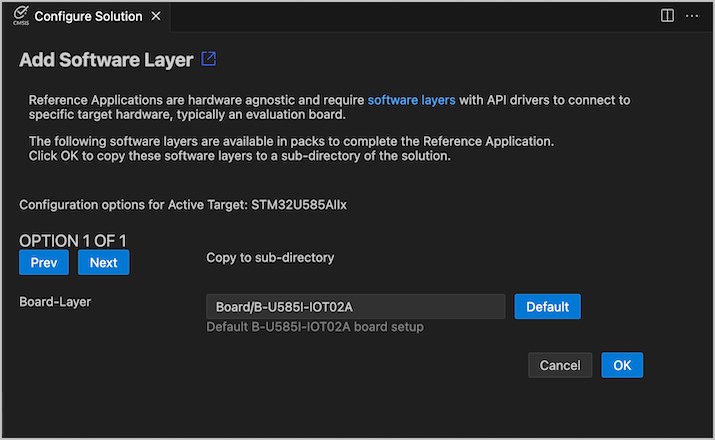 CMSIS
Configure Solution
Add Software Layer
Reference Applications are hardware agnostic and require software layers with API drivers to connect to
specific target hardware, typically an evaluation board.
The following software layers are available in packs to complete the Reference Application.
Click OK to copy these software layers to a sub-directory of the solution.
Configuration options for Active Target: STM32U585AIIx
OPTION 1 OF 1
Prev Next Copy to sub-directory
Board-Layer Board/B-U585I-IOT02A Default
Default B-U585I-IOT02A board setup
Cancel OK